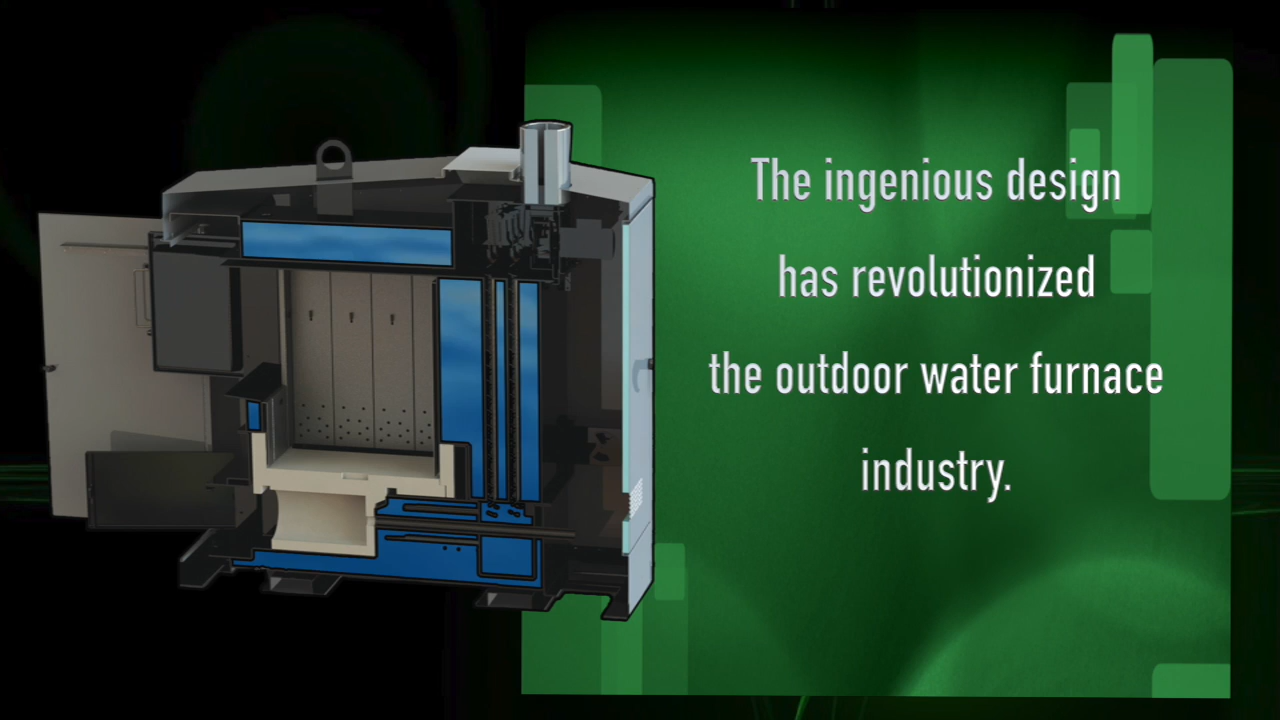 The ingenious design
has revolutionized
the outdoor water furnace
industry.